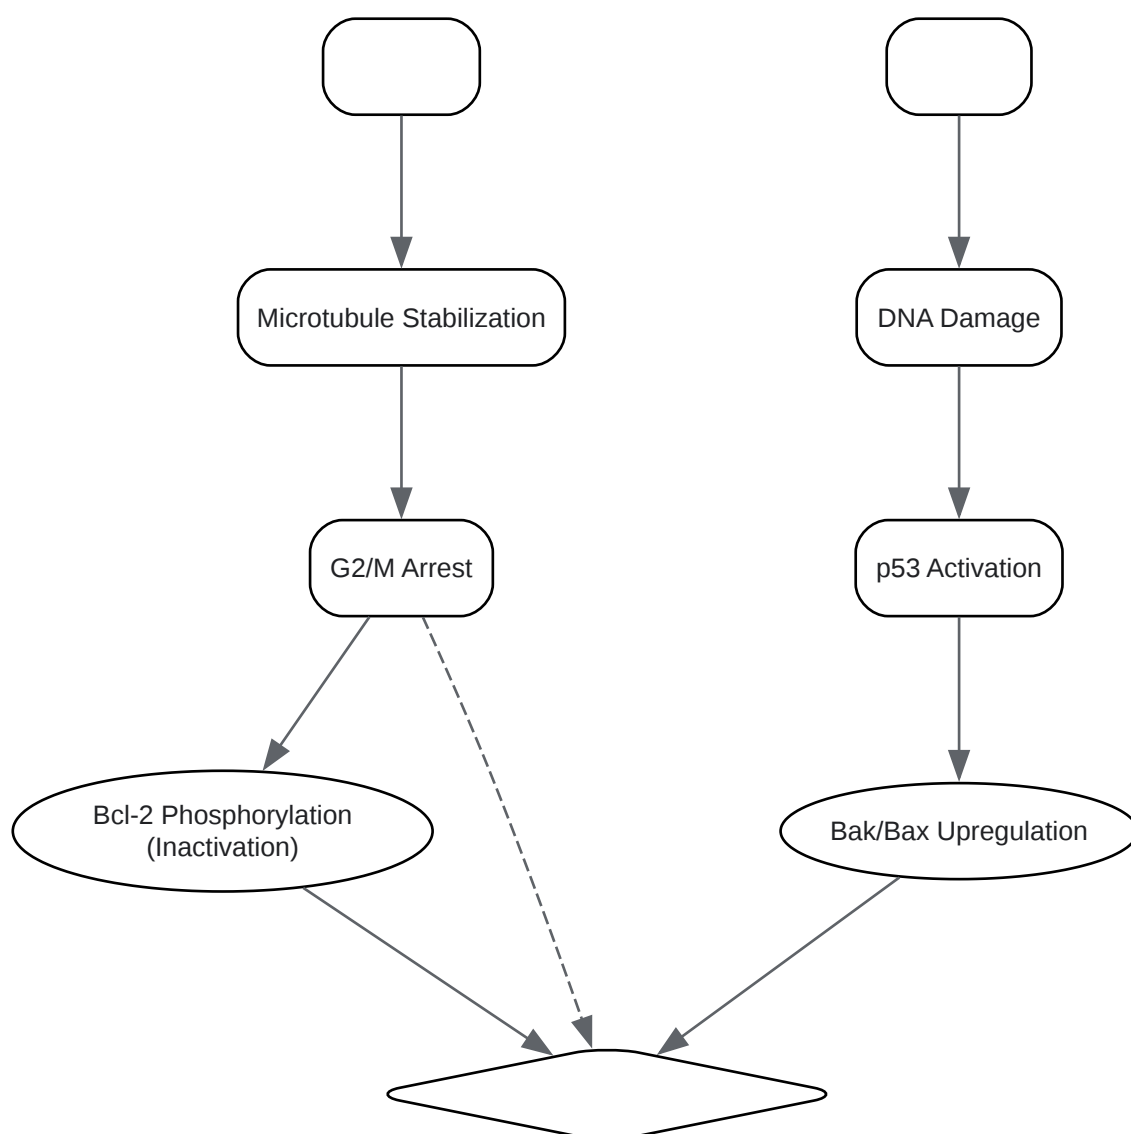 Microtubule Stabilization
DNA Damage
G2/M Arrest
p53 Activation
Bcl-2 Phosphorylation
(Inactivation)
Bak/Bax Upregulation